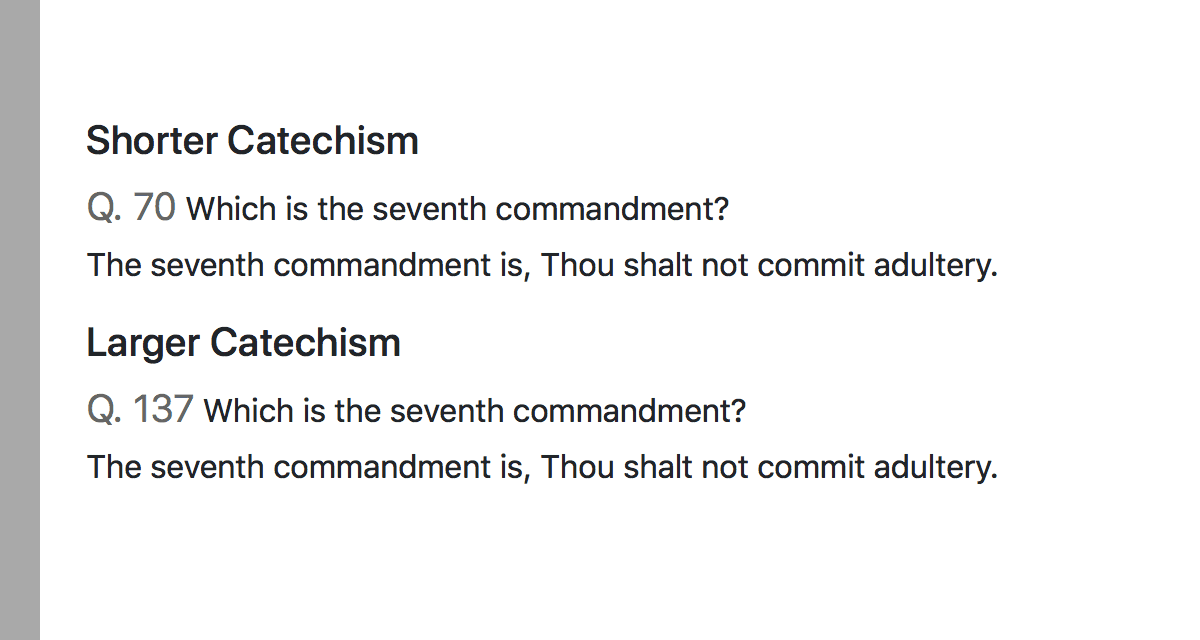 Shorter Catechism
Q. 70 Which is the seventh commandment?
The seventh commandment is, Thou shalt not commit adultery.
Larger Catechism
Q. 137 Which is the seventh commandment?
The seventh commandment is, Thou shalt not commit adultery.